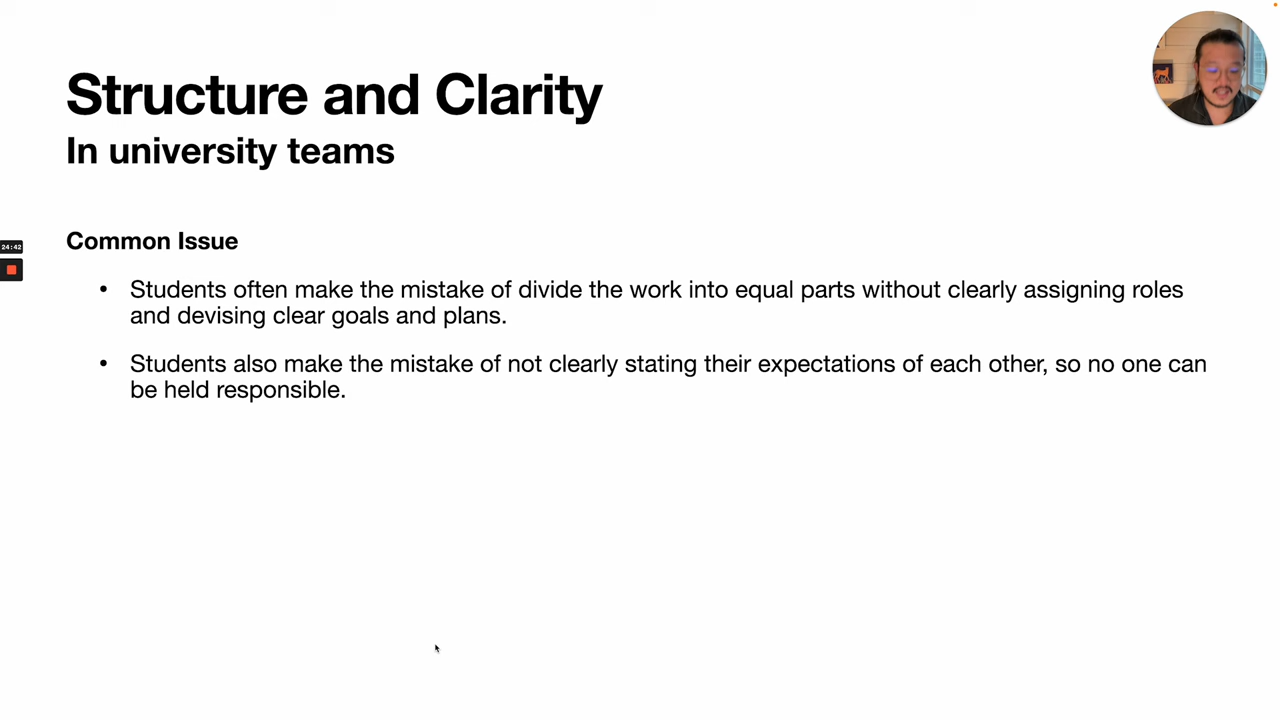 Structure and Clarity
In university teams
24:42
Common Issue
• Students often make the mistake of divide the work into equal parts without clearly assigning roles
and devising clear goals and plans.
• Students also make the mistake of not clearly stating their expectations of each other, so no one can
be held responsible.